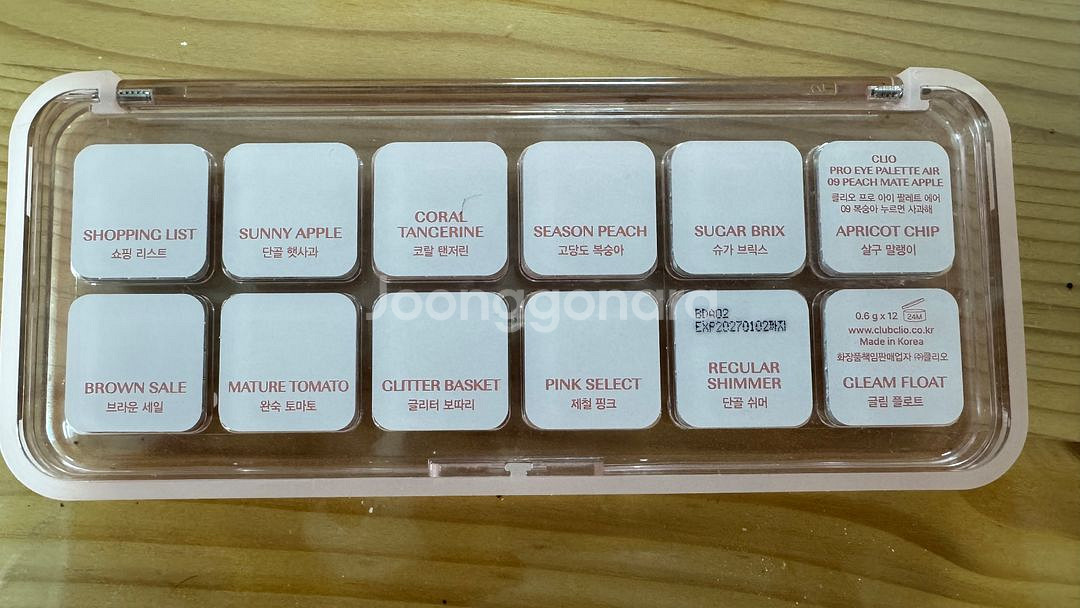 SHOPPING LIST
쇼핑 리스트
SUNNY APPLE
단골 햇사과
CORAL
TANGERINE
코랄 탠저린
SEASON PEACH
고당도 복숭아
SUGAR BRIX
슈가 브릭스
CLIO
PRO EYE PALETTE AIR
09 PEACH MATE APPLE
클리오 프로 아이 팔레트 에어
09 복숭아 누르면 사과해
APRICOT CHIP
살구 말랭이
Joonggonara
BROWN SALE
브라운 세일
MATURE TOMATO
완숙 토마토
GLITTER BASKET
글리터 보따리
PINK SELECT
제철 핑크
BDA02
EXP20270102까지
REGULAR
SHIMMER
단골 쉬머
0.6 g x 12 24M
www.clubclio.co.kr
Made in Korea
화장품책임판매업자 ㈜클리오
GLEAM FLOAT
글림 플로트